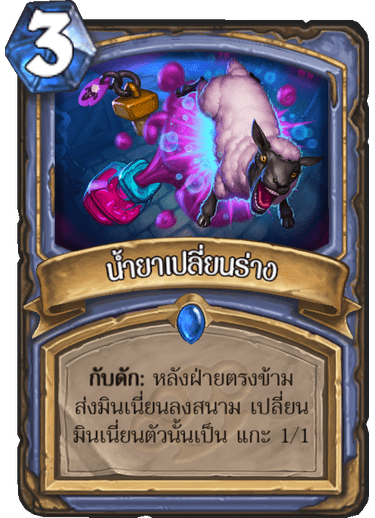 3
น้ำยาเปลี่ยนร่าง
กับดัก: หลังฝ่ายตรงข้าม
ส่งมินเนี่ยนลงสนาม เปลี่ยน
มินเนี่ยนตัวนั้นเป็น แกะ 1/1